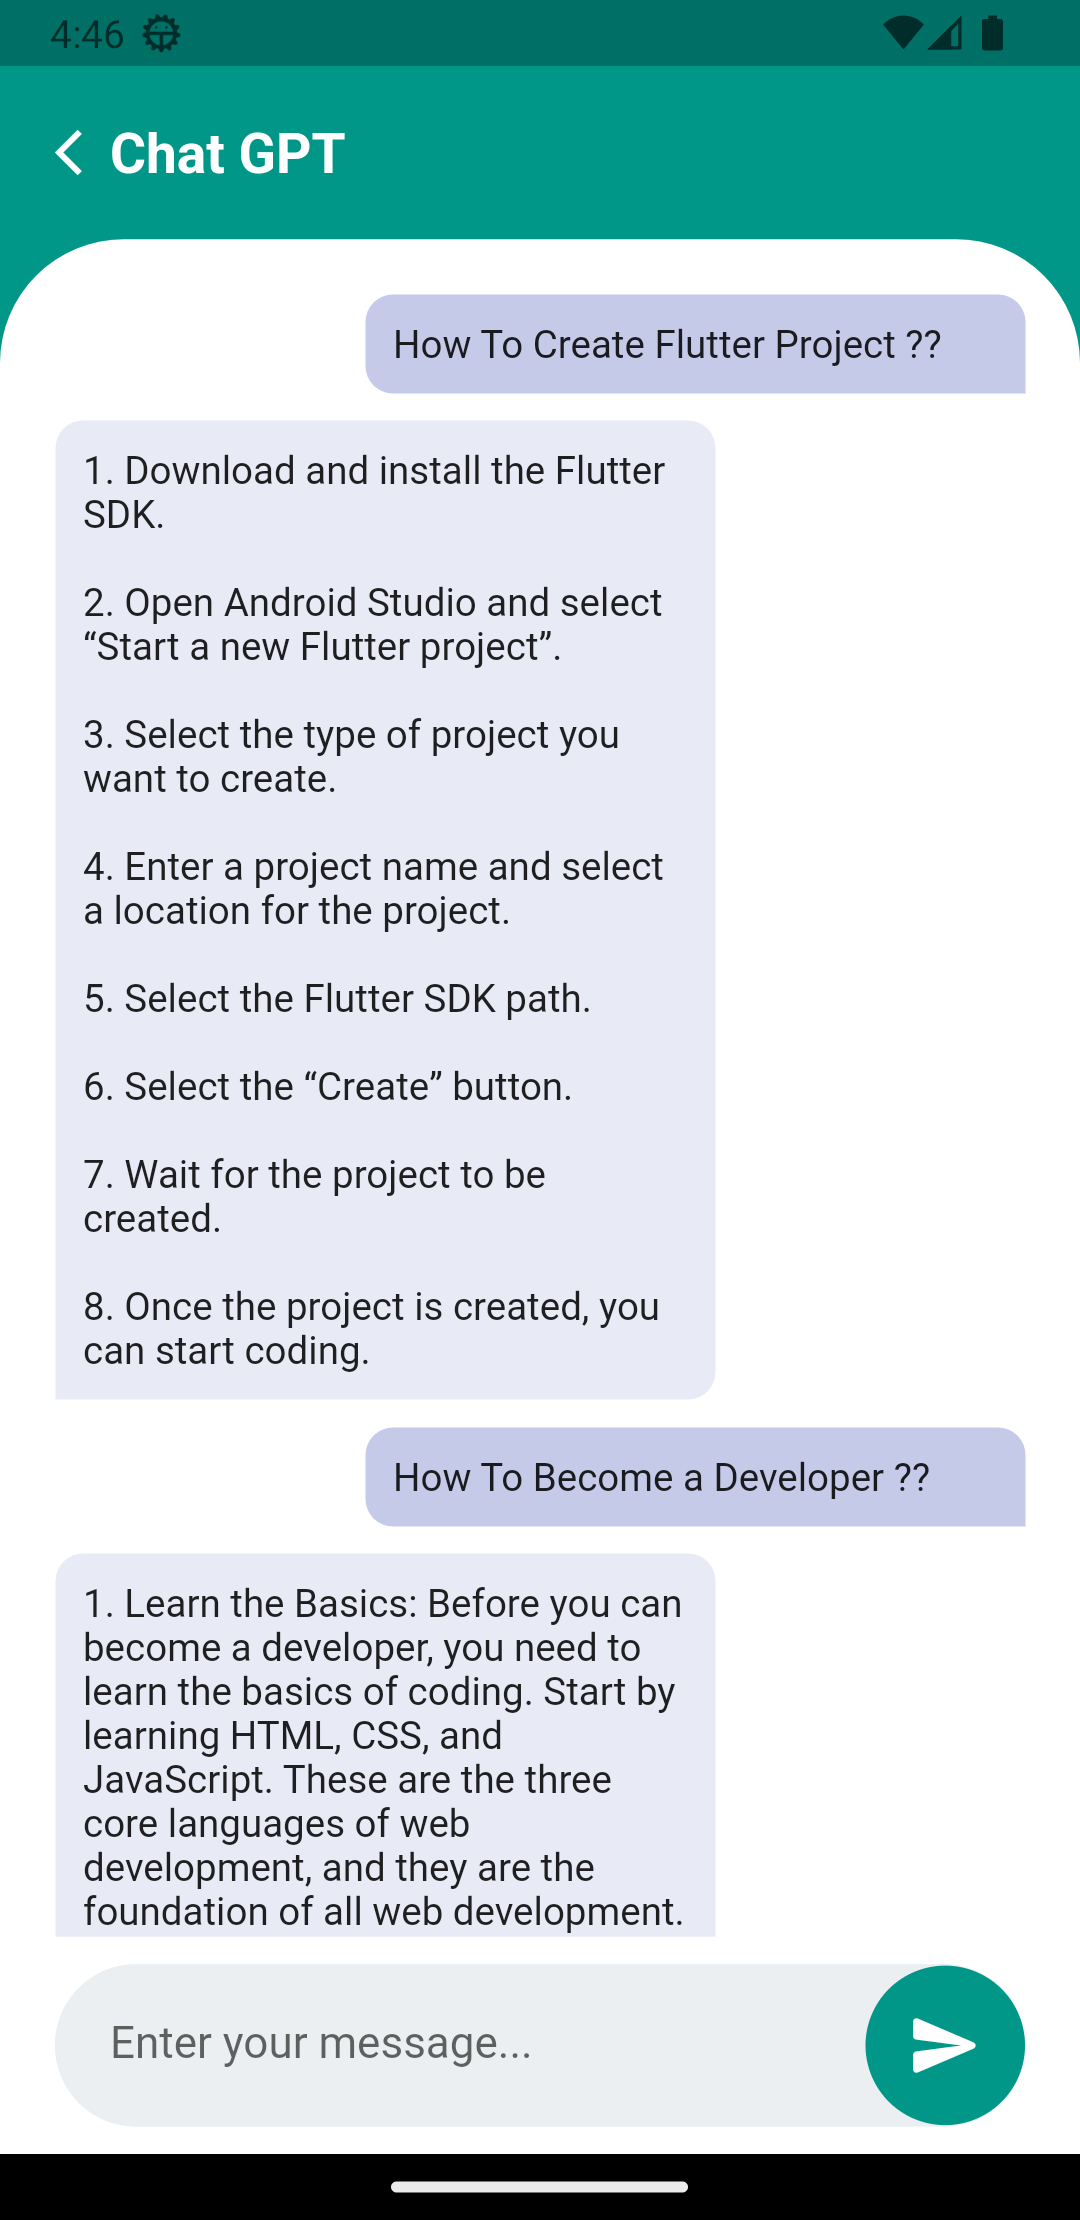 4:46
Chat GPT
How To Create Flutter Project ??
1. Download and install the Flutter
SDK.
2. Open Android Studio and select
“Start a new Flutter project”.
3. Select the type of project you
want to create.
4. Enter a project name and select
a location for the project.
5. Select the Flutter SDK path.
6. Select the “Create” button.
7. Wait for the project to be
created.
8. Once the project is created, you
can start coding.
How To Become a Developer ??
1. Learn the Basics: Before you can
become a developer, you need to
learn the basics of coding. Start by
learning HTML, CSS, and
JavaScript. These are the three
core languages of web
development, and they are the
foundation of all web development.
Enter your message...